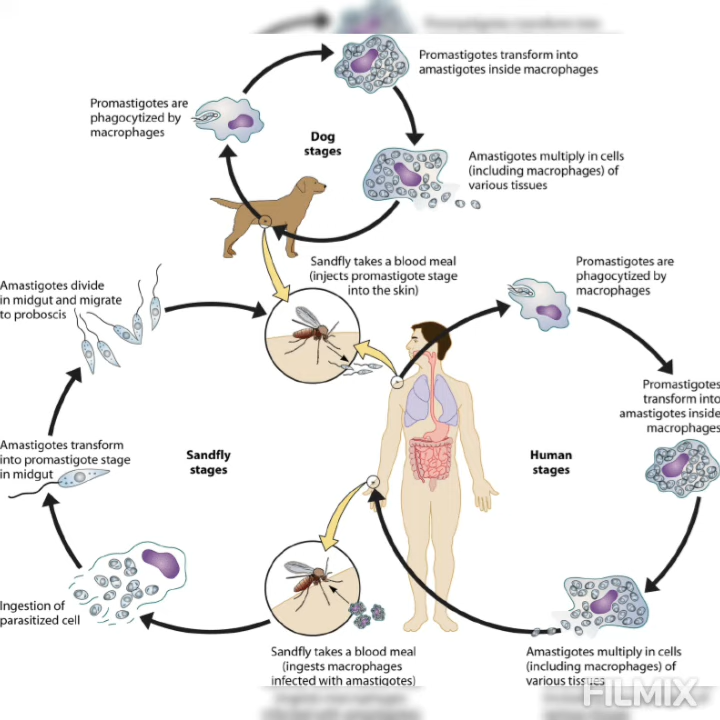 Promastigotes transform into
amastigotes inside macrophages
Promastigotes are
phagocytized by
macrophages
Dog
stages
Amastigotes multiply in cells
(including macrophages) of
various tissues
Sandfly takes a blood meal
(injects promastigote stage
into the skin)
Promastigotes are
phagocytized by
macrophages
Amastigotes divide
in midgut and migrate
to proboscis
Promastigotes
transform into
amastigotes inside
macrophages
Amastigotes transform
into promastigote stage
in midgut
Sandfly
stages
Human
stages
Ingestion of
parasitized cell
Sandfly takes a blood meal
(ingests macrophages
infected with amastigotes)
Amastigotes multiply in cells
(including macrophages) of
various tissues
FILMIX